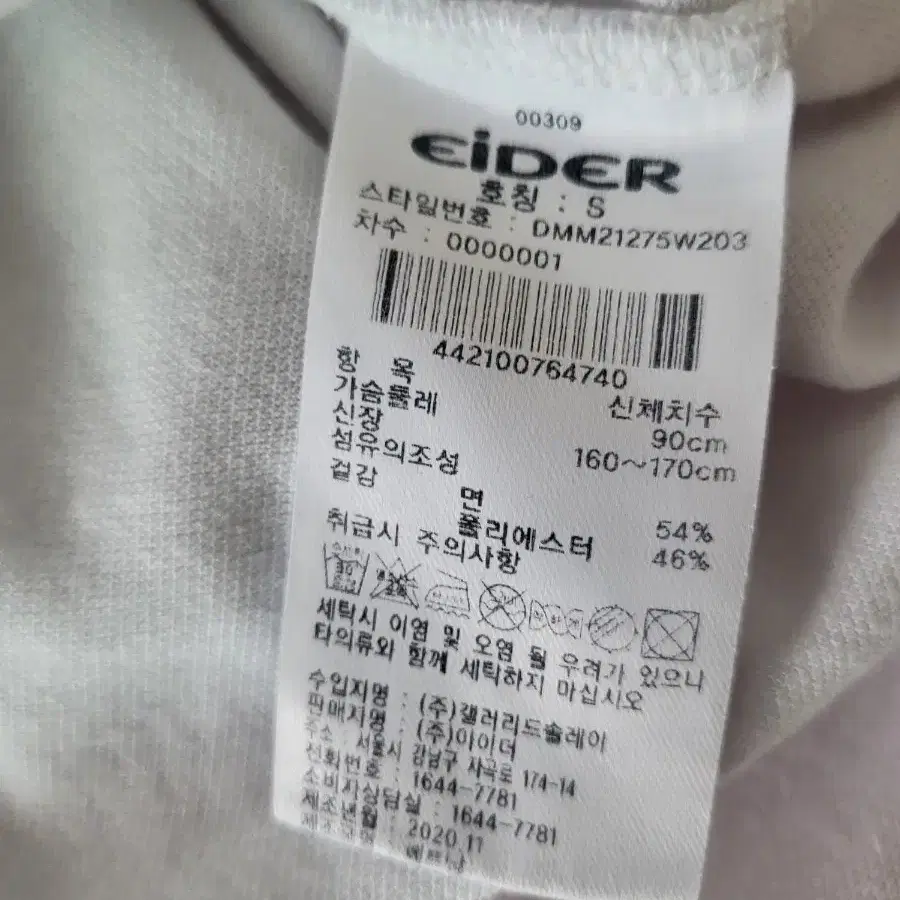 00309
EiDER
호칭 : S
스타일번호 : DMM21275W203
차수 : 0000001
442100764740
항 목 신체치수
가슴둘레 90cm
신장 160~170cm
섬유의조성
겉감 면 54%
폴리에스터 46%
취급시 주의사항
세탁시 이염 및 오염 될 우려가 있으니
타의류와 함께 세탁하지 마십시오
수입자명 : (주)갤러리드솔레이
판매자명 : (주)아이더
주소 : 서울시 강남구 자곡로 174-14
전화번호 : 1644-7781
소비자상담실 : 1644-7781
제조년월 : 2020.11
베트남